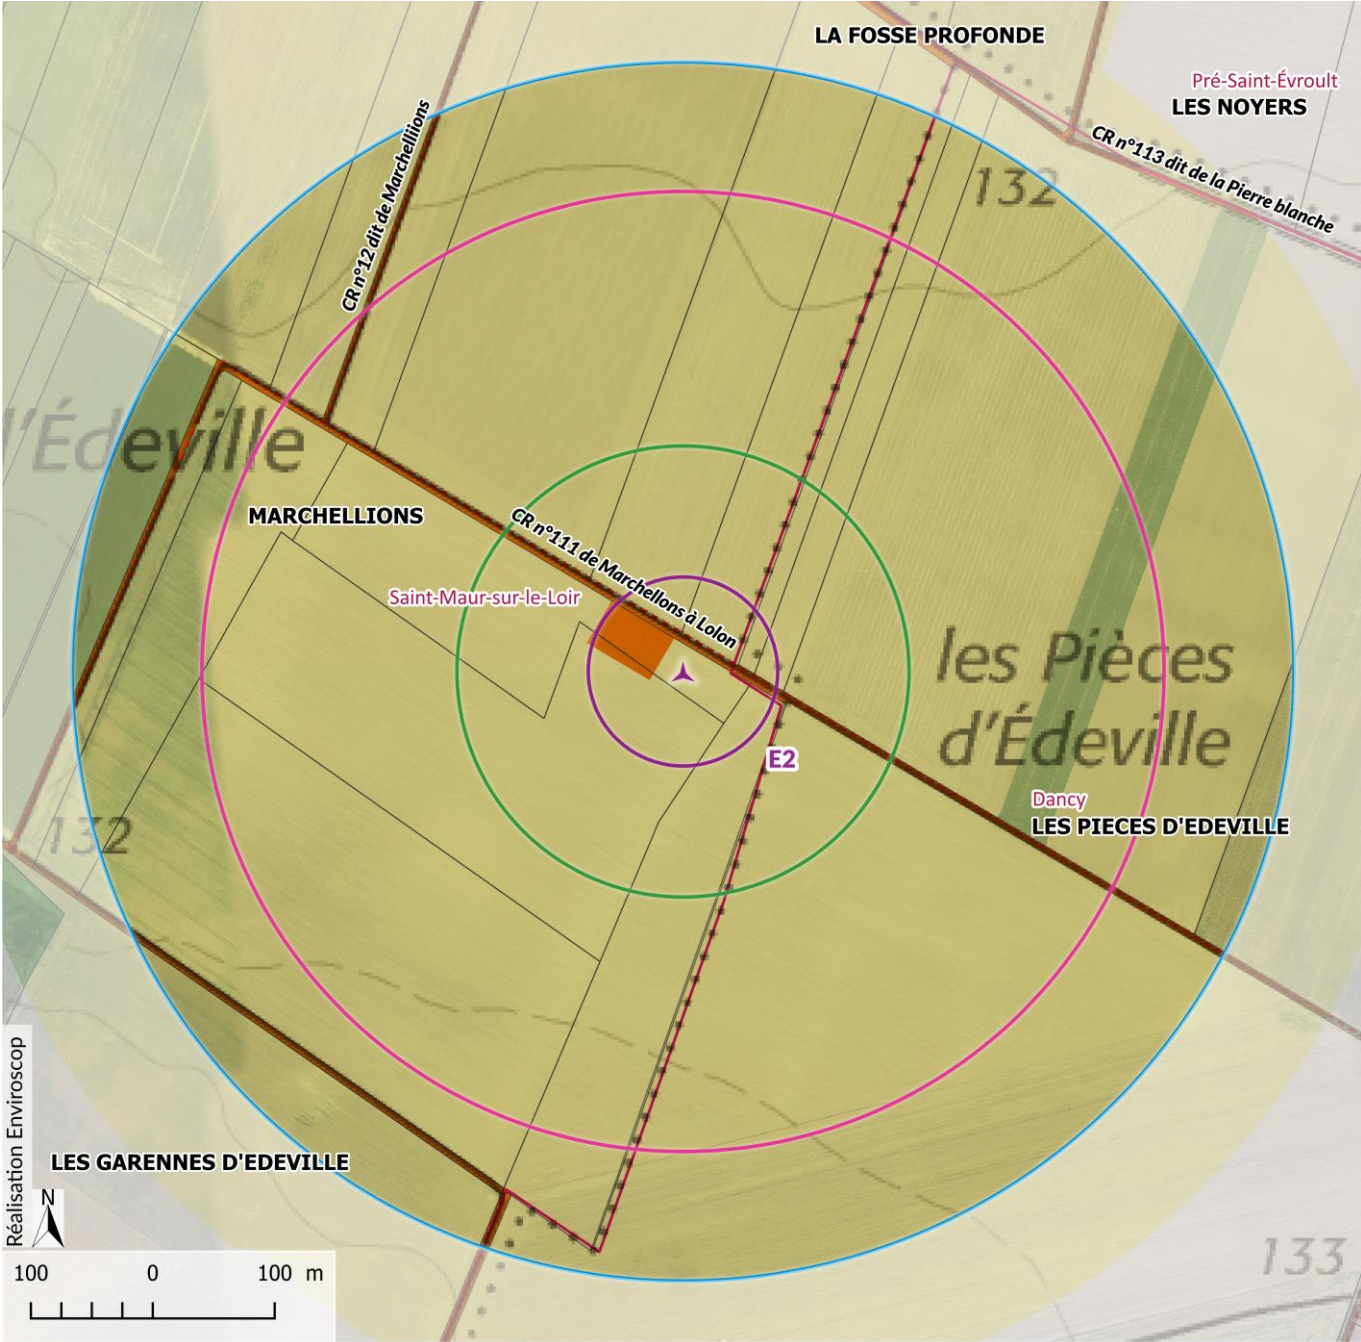 LA FOSSE PROFONDE
Pré-Saint-Évroult
LES NOYERS
CR n°113 dit de la Pierre blanche
132
CR n°12 dit de Marchelliions
l'Édeville
MARCHELLIONS
CR n°111 de Marchellons à Lolon
Saint-Maur-sur-le-Loir
les Pièces
d'Édeville
E2
Dancy
LES PIECES D'EDEVILLE
132
LES GARENNES D'EDEVILLE
Réalisation Enviroscop
N
133
100 0 100 m